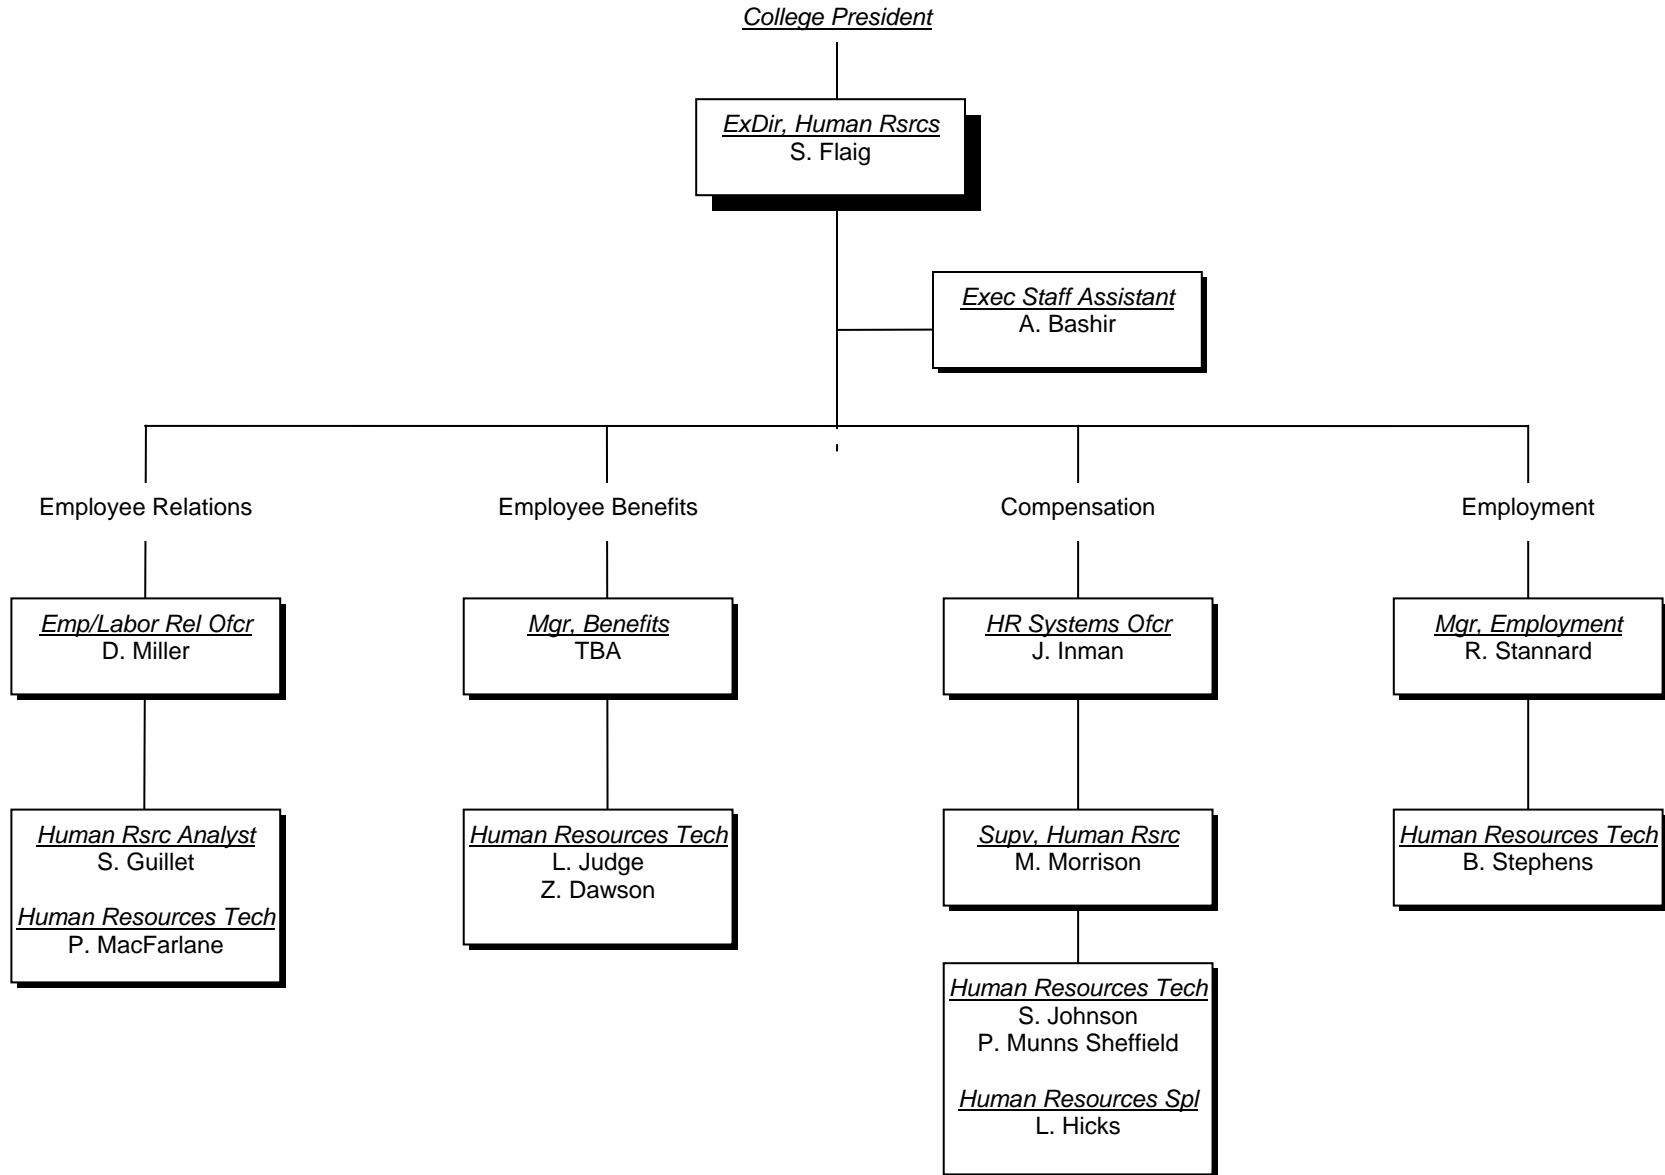 College President
ExDir, Human Rsrcs
S. Flaig
Exec Staff Assistant
A. Bashir
Employee Relations
Employee Benefits
Compensation
Employment
Emp/Labor Rel Ofcr
D. Miller
Mgr, Benefits
TBA
HR Systems Ofcr
J. Inman
Mgr, Employment
R. Stannard
Human Rsrc Analyst
S. Guillet
Human Resources Tech
P. MacFarlane
Human Resources Tech
L. Judge
Z. Dawson
Supv, Human Rsrc
M. Morrison
Human Resources Tech
B. Stephens
Human Resources Tech
S. Johnson
P. Munns Sheffield
Human Resources Spl
L. Hicks